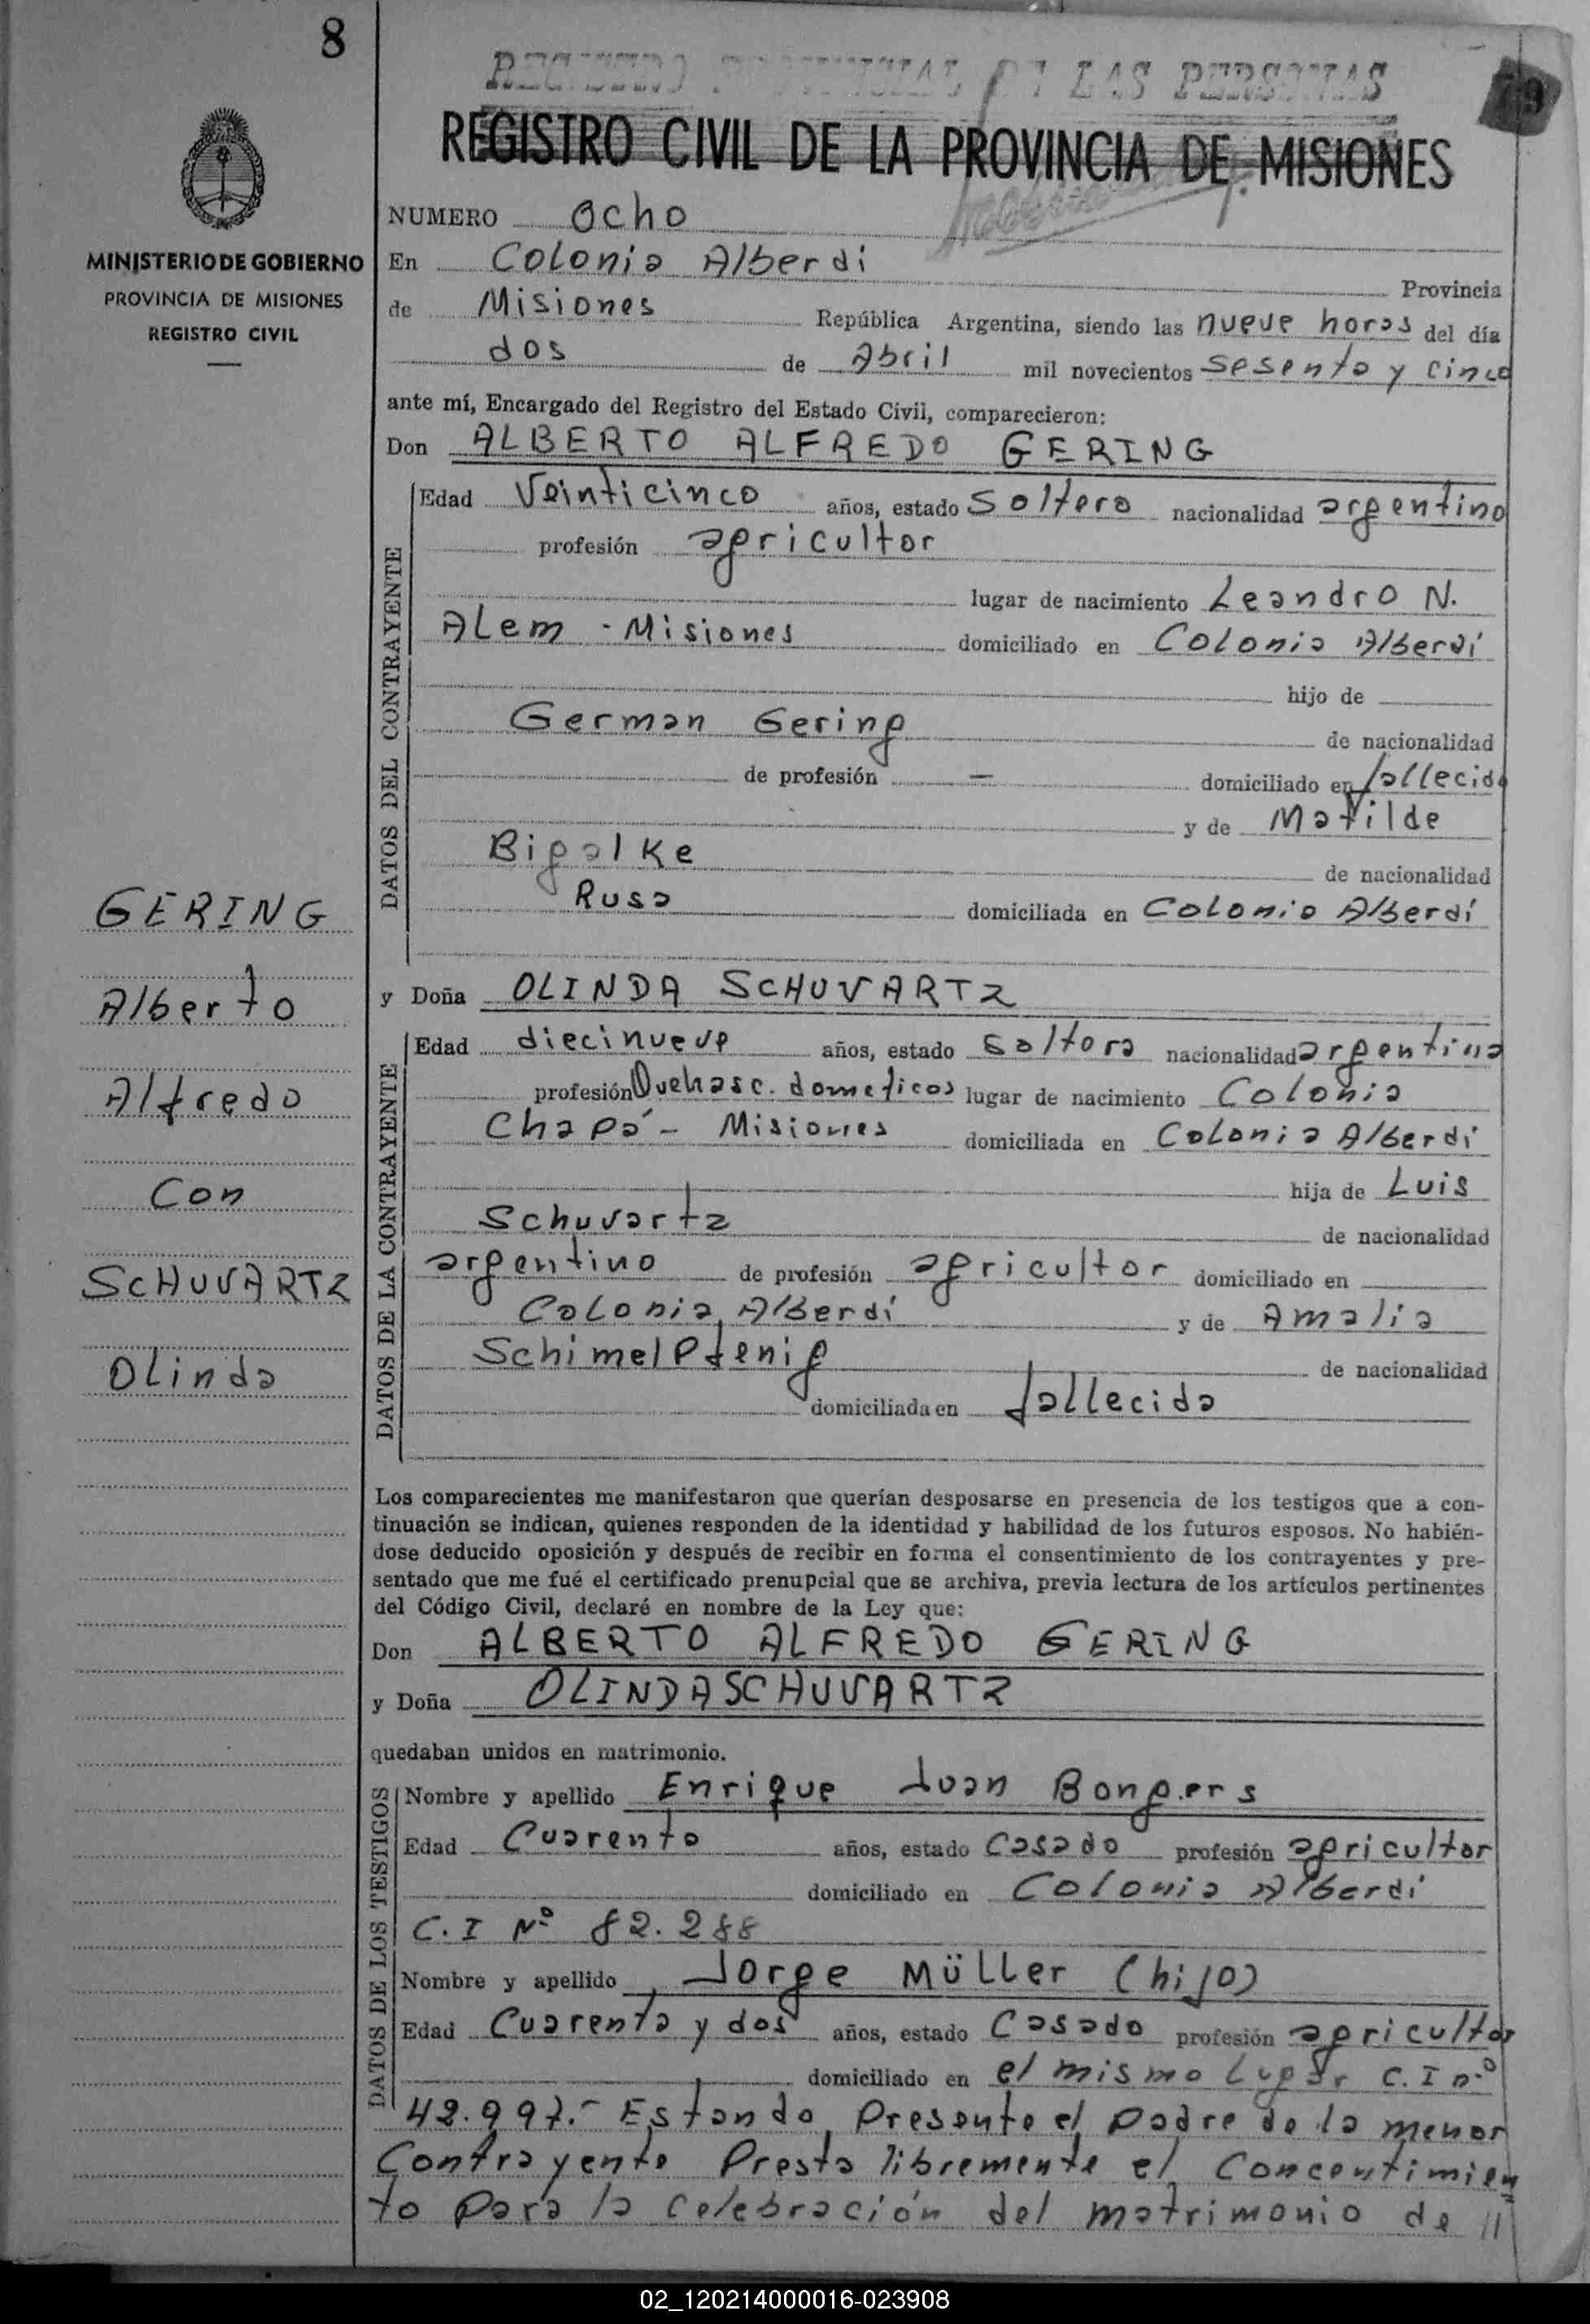 8
REGISTRO PROVINCIAL DE LAS PERSONAS
REGISTRO CIVIL DE LA PROVINCIA DE MISIONES
MINISTERIO DE GOBIERNO
PROVINCIA DE MISIONES
REGISTRO CIVIL
NUMERO Ocho
En Colonia Alberdi Provincia
de Misiones República Argentina, siendo las nueve horas del día
dos de Abril mil novecientos sesenta y cinco
ante mí, Encargado del Registro del Estado Civil, comparecieron:
Don ALBERTO ALFREDO GERING
DATOS DEL CONTRAYENTE
Edad Veinticinco años, estado Soltero nacionalidad argentino
profesión agricultor
lugar de nacimiento Leandro N.
Alem - Misiones domiciliado en Colonia Alberdi
hijo de
German Gering de nacionalidad
de profesión — domiciliado en fallecido
y de Matilde
Bigalke de nacionalidad
Rusa domiciliada en Colonia Alberdí
GERING
Alberto
Alfredo
Con
SCHUVARTZ
Olinda
y Doña OLINDA SCHUVARTZ
DATOS DE LA CONTRAYENTE
Edad diecinueve años, estado Soltera nacionalidad argentina
profesión Quehasc. dometicos lugar de nacimiento Colonia
Chapá - Misiones domiciliada en Colonia Alberdí
hija de Luis
Schuvartz de nacionalidad
argentino de profesión agricultor domiciliado en
Colonia Alberdí y de Amalia
Schimelpfenig de nacionalidad
domiciliada en fallecida
Los comparecientes me manifestaron que querían desposarse en presencia de los testigos que a con-
tinuación se indican, quienes responden de la identidad y habilidad de los futuros esposos. No habién-
dose deducido oposición y después de recibir en forma el consentimiento de los contrayentes y pre-
sentado que me fué el certificado prenupcial que se archiva, previa lectura de los artículos pertinentes
del Código Civil, declaré en nombre de la Ley que:
Don ALBERTO ALFREDO GERING
y Doña OLINDA SCHUVARTZ
quedaban unidos en matrimonio.
DATOS DE LOS TESTIGOS
Nombre y apellido Enrique Juan Bongers
Edad Cuarenta años, estado Casado profesión agricultor
domiciliado en Colonia Alberdi
C.I Nº 82.288
Nombre y apellido Jorge Müller (hijo)
Edad Cuarenta y dos años, estado Casado profesión agricultor
domiciliado en el mismo Lugar C.I n.º
42.997.- Estando Presente el padre de la menor
Contrayente Presta libremente el Concentimien
to para la Celebración del matrimonio de //
02_120214000016-023908